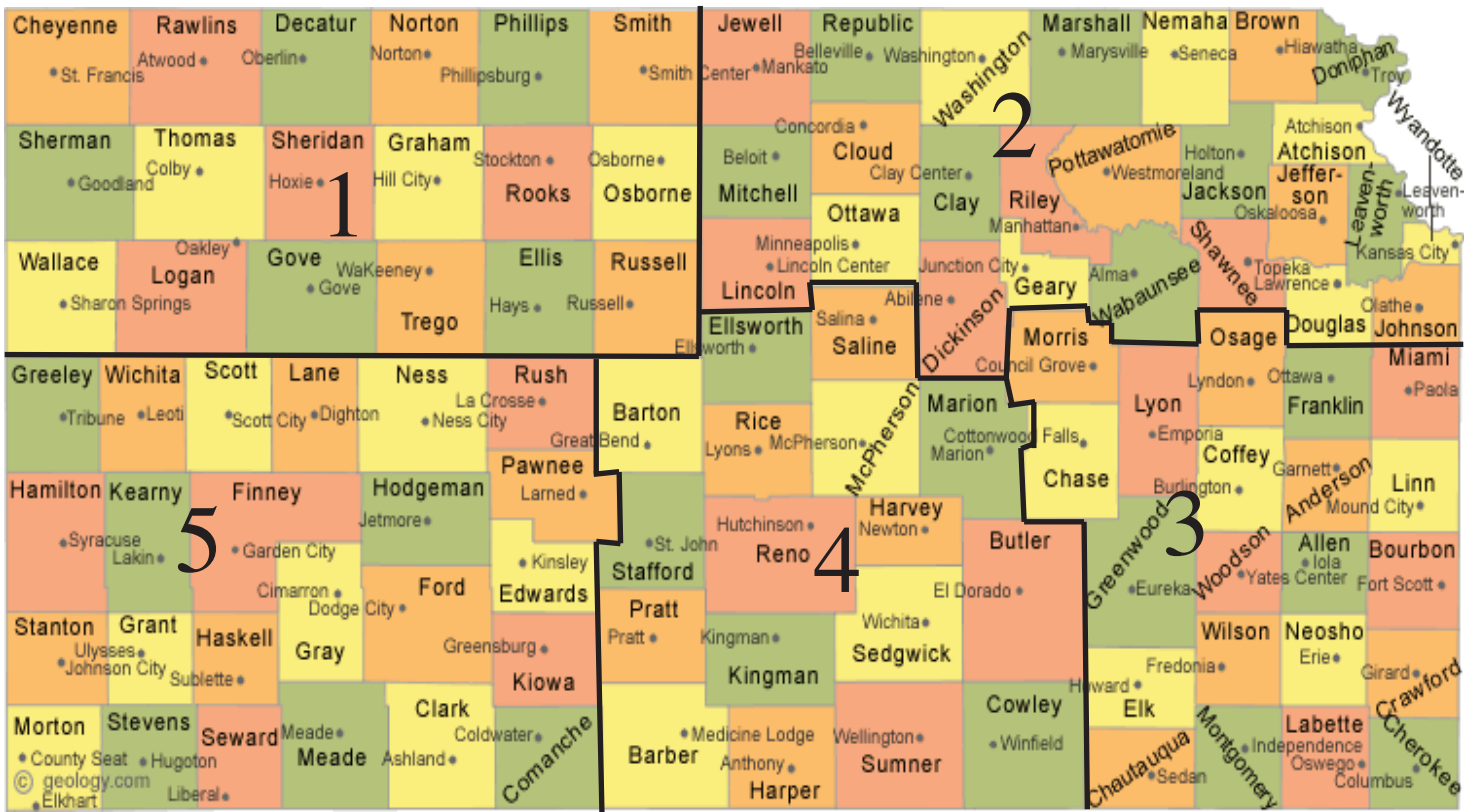 Cheyenne
St. Francis
Rawlins
Atwood
Decatur
Oberlin
Norton
Norton
Phillips
Phillipsburg
Smith
Smith Center
Jewell
Mankato
Republic
Belleville
Washington
Washington
Marshall
Marysville
Nemaha
Seneca
Brown
Hiawatha
Doniphan
Troy
Wyandotte
Sherman
Goodland
Thomas
Colby
Sheridan
Hoxie
1
Graham
Hill City
Stockton
Rooks
Osborne
Osborne
Beloit
Mitchell
Concordia
Cloud
Clay Center
Clay
2
Riley
Manhattan
Pottawatomie
Westmoreland
Holton
Jackson
Atchison
Atchison
Jeffer-
son
Oskaloosa
Leaven-
worth
Leaven-
worth
Kansas City
Wallace
Sharon Springs
Oakley
Logan
Gove
Gove
WaKeeney
Trego
Ellis
Hays
Russell
Russell
Lincoln Center
Lincoln
Ottawa
Minneapolis
Junction City
Geary
Abilene
Dickinson
Alma
Wabaunsee
Shawnee
Topeka
Lawrence
Douglas
Olathe
Johnson
Greeley
Tribune
Wichita
Leoti
Scott
Scott City
Lane
Dighton
Ness
Ness City
Rush
La Crosse
Barton
Great Bend
Ellsworth
Ellsworth
Salina
Saline
Rice
Lyons
McPherson
McPherson
Marion
Marion
Cottonwood Falls
Chase
Morris
Council Grove
Lyon
Emporia
Osage
Lyndon
Ottawa
Franklin
Miami
Paola
Coffey
Burlington
Garnett
Anderson
Linn
Mound City
Hamilton
Syracuse
Kearny
Lakin
5
Finney
Garden City
Hodgeman
Jetmore
Pawnee
Larned
Kinsley
Edwards
St. John
Stafford
Hutchinson
Reno
4
Harvey
Newton
Butler
El Dorado
Greenwood
Eureka
3
Woodson
Yates Center
Allen
Iola
Bourbon
Fort Scott
Stanton
Johnson City
Grant
Ulysses
Haskell
Sublette
Cimarron
Gray
Ford
Dodge City
Greensburg
Kiowa
Pratt
Pratt
Kingman
Kingman
Wichita
Sedgwick
Howard
Elk
Wilson
Fredonia
Neosho
Erie
Girard
Crawford
Morton
County Seat
© geology.com
Elkhart
Stevens
Hugoton
Seward
Liberal
Meade
Meade
Clark
Ashland
Coldwater
Comanche
Barber
Medicine Lodge
Anthony
Harper
Wellington
Sumner
Cowley
Winfield
Chautauqua
Sedan
Montgomery
Independence
Labette
Oswego
Columbus
Cherokee